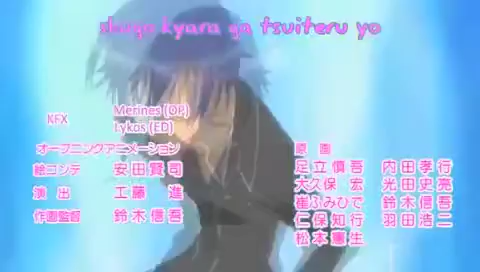 shugo kyara ga tsuiteru yo
KFX
Merines (OP)
Lykos (ED)
オープニングアニメーション
絵コンテ 安田賢司
演出 工藤進
作画監督 鈴木信吾
原画
足立慎吾 内田孝行
大久保宏 光田史亮
崔ふみひで 鈴木信吾
仁保知行 羽田浩二
松本憲生